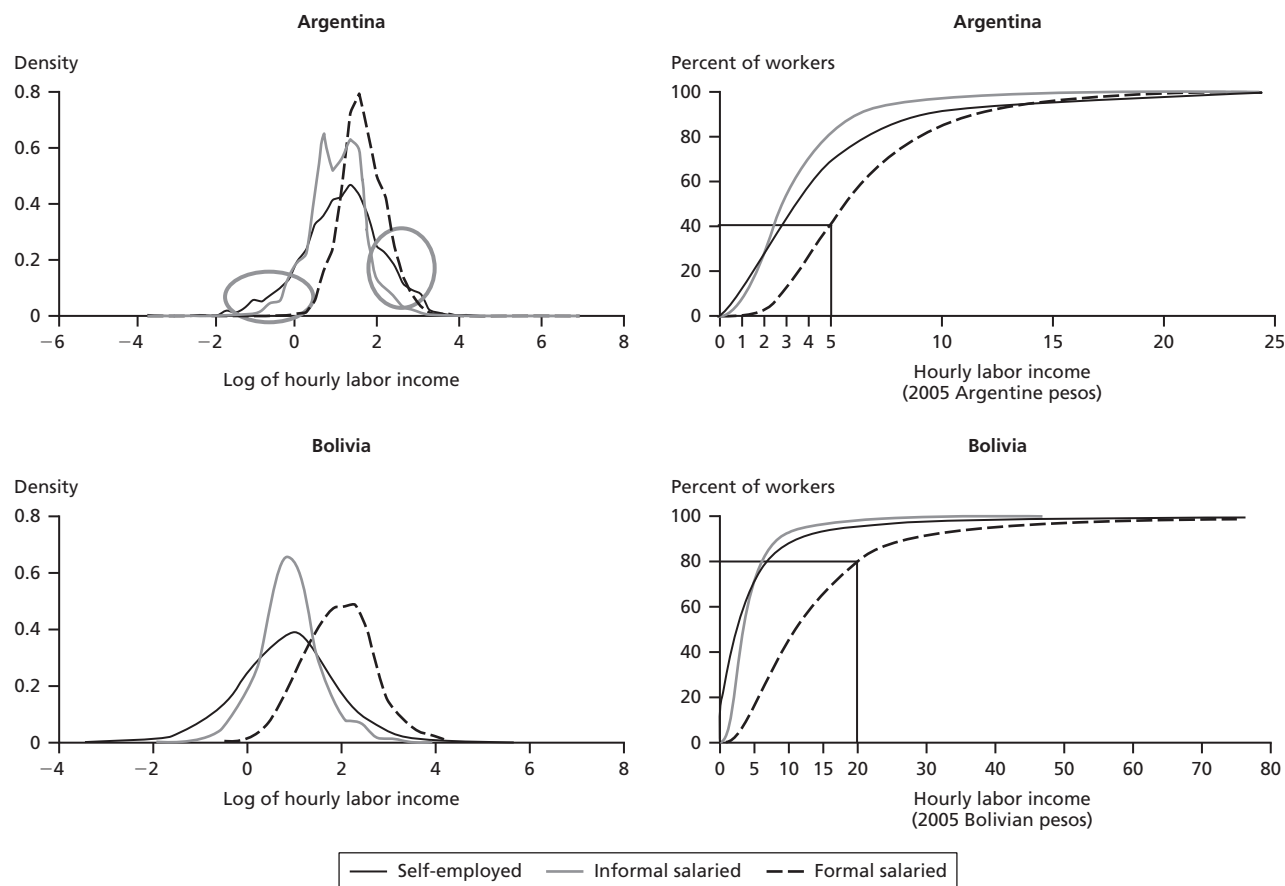 Argentina
Density
0.8
0.6
0.4
0.2
0
−6
−4
−2
0
2
4
6
8
Log of hourly labor income
Argentina
Percent of workers
100
80
60
40
20
0
0 1 2 3 4 5 10 15 20 25
Hourly labor income
(2005 Argentine pesos)
Bolivia
Density
0.8
0.6
0.4
0.2
0
−4
−2
0
2
4
6
8
Log of hourly labor income
Bolivia
Percent of workers
100
80
60
40
20
0
0 5 10 15 20 30 40 50 60 70 80
Hourly labor income
(2005 Bolivian pesos)
Self-employed Informal salaried Formal salaried